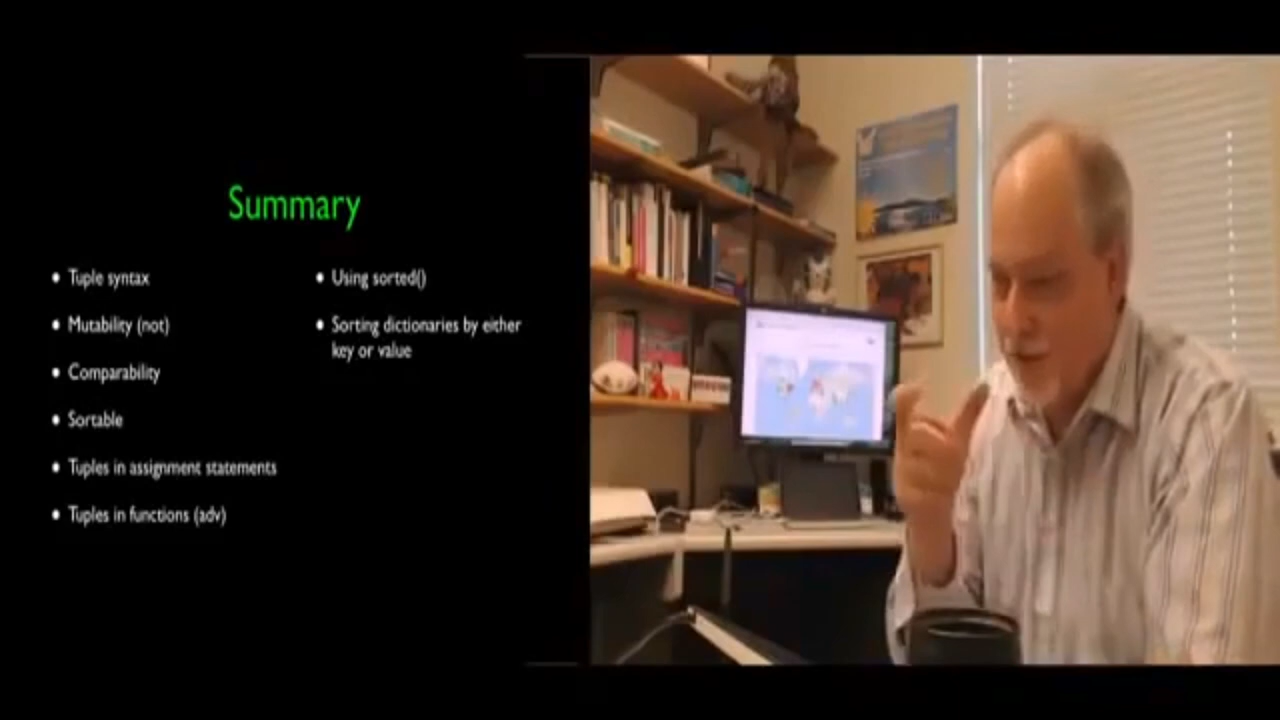 Summary
Tuple syntax
Mutability (not)
Comparability
Sortable
Tuples in assignment statements
Tuples in functions (adv)
Using sorted()
Sorting dictionaries by either
key or value